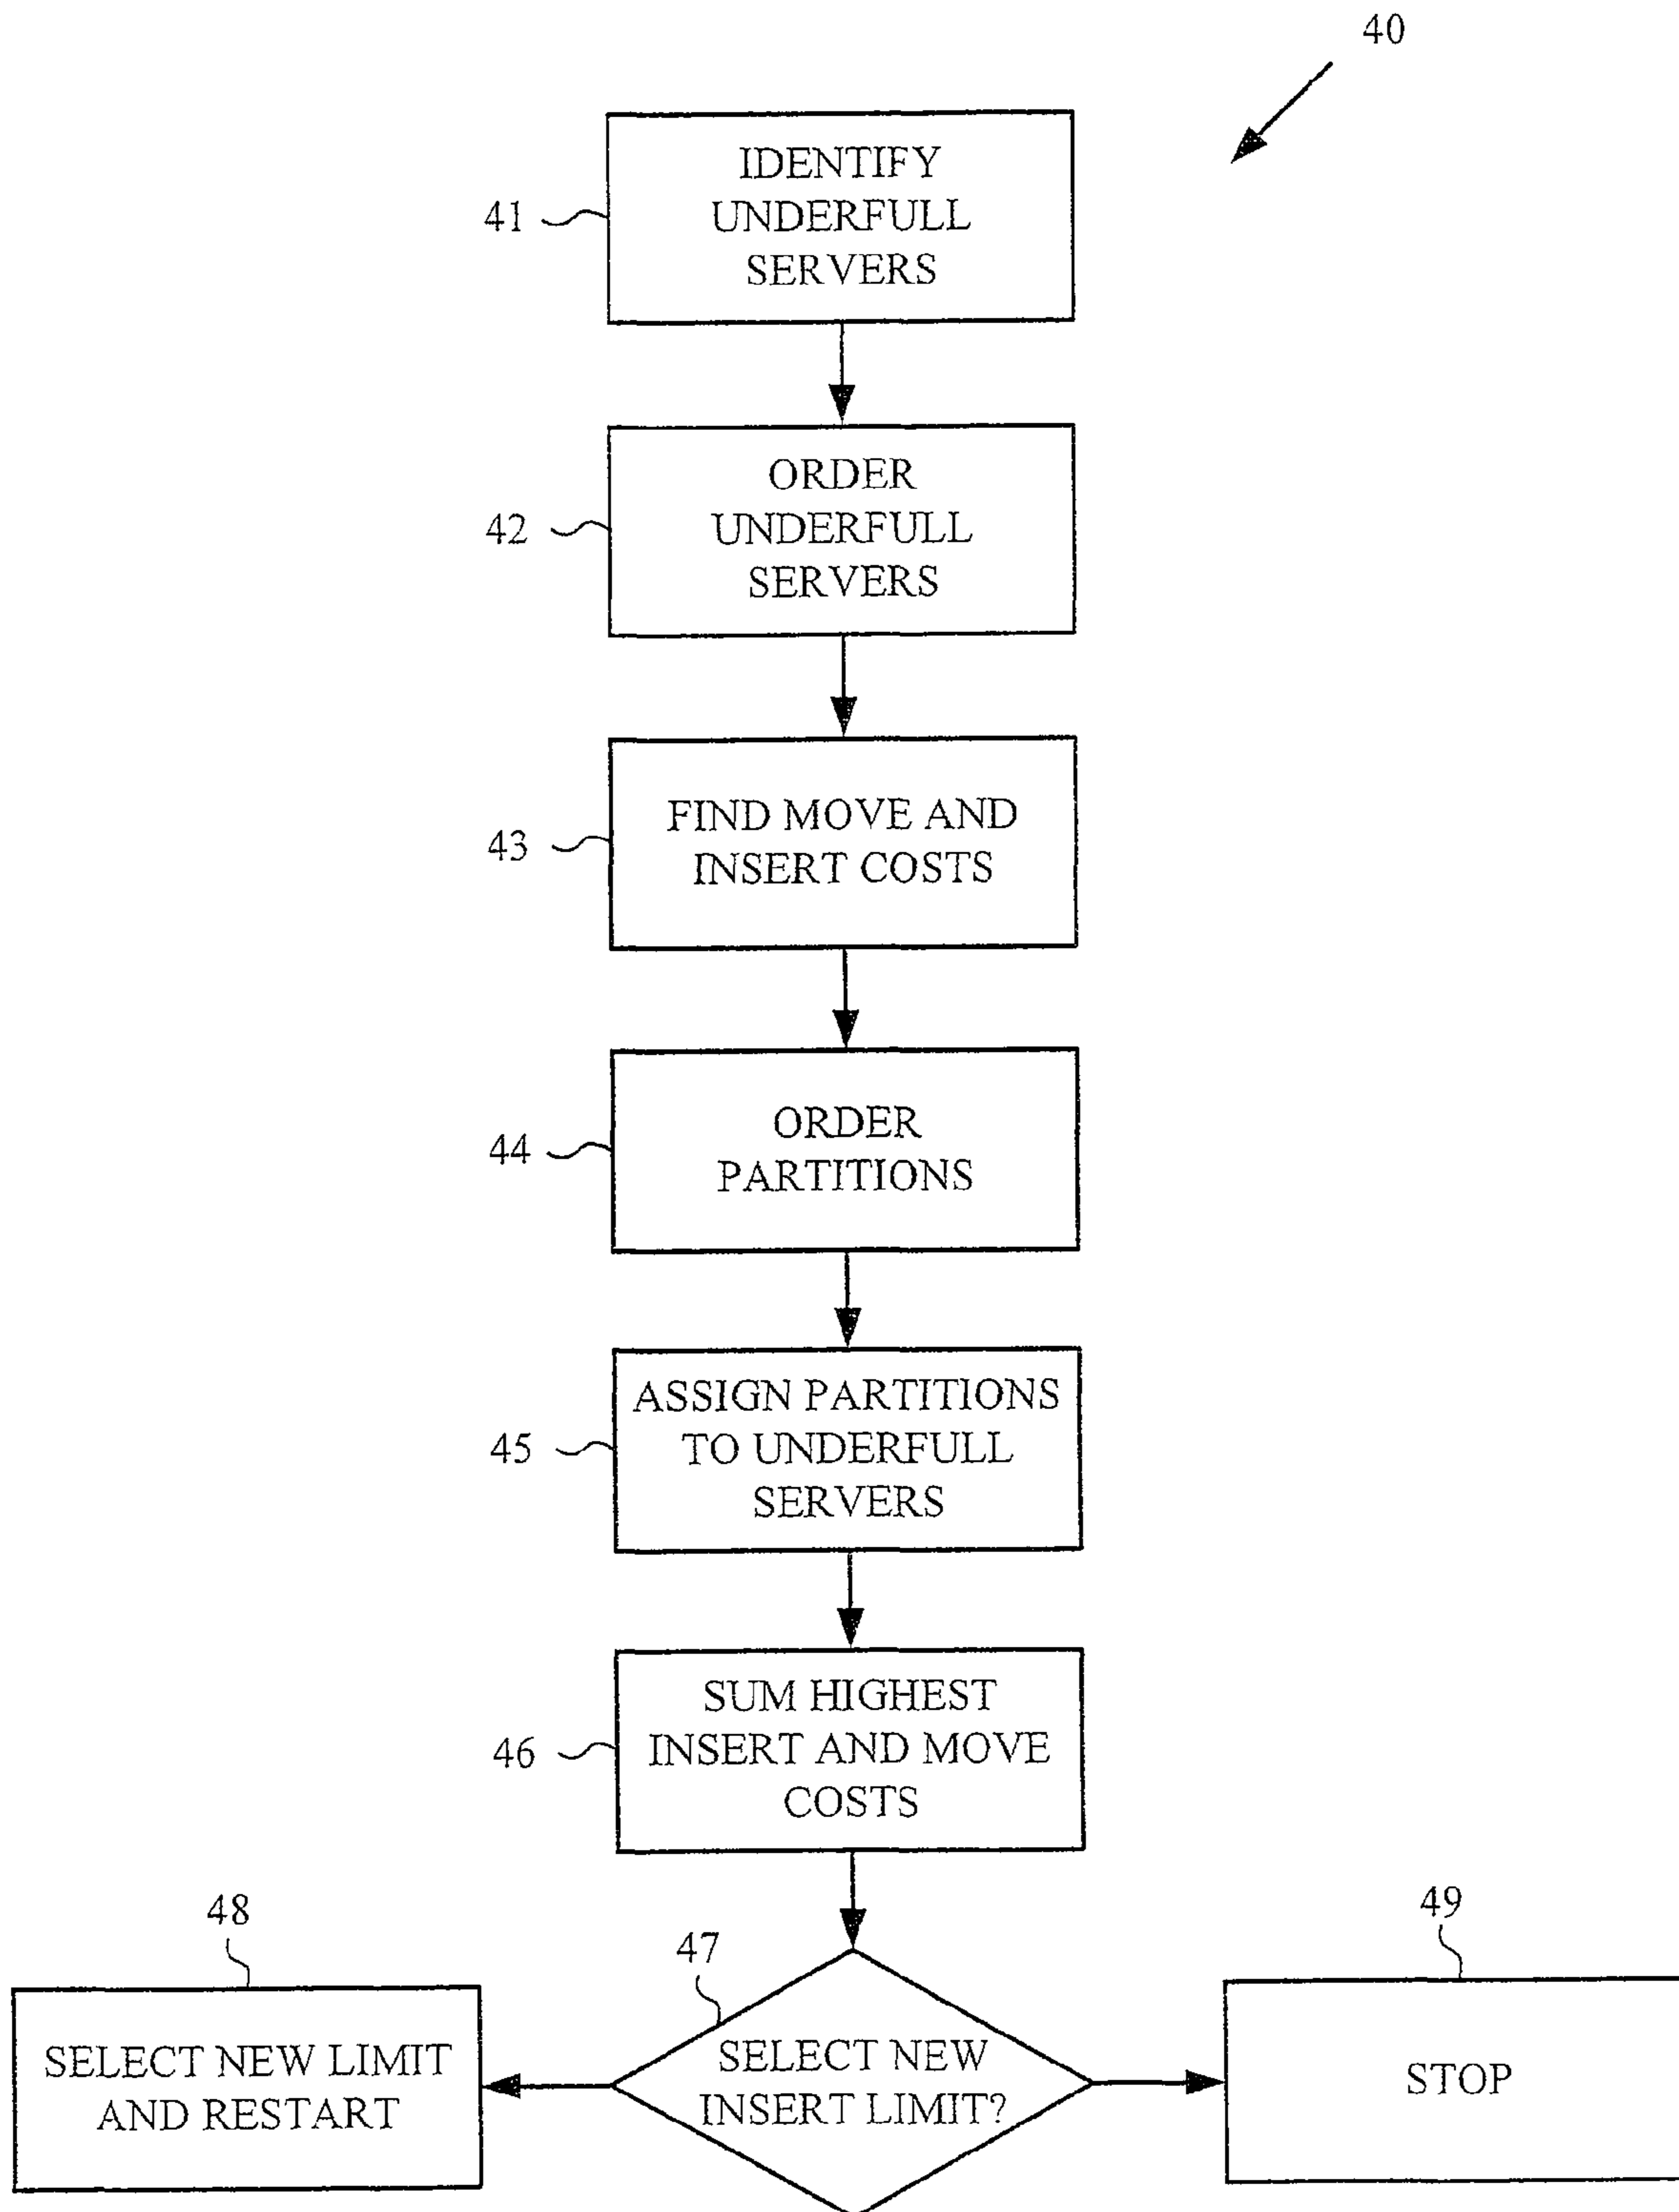 40
IDENTIFY
UNDERFULL
SERVERS
41
ORDER
UNDERFULL
SERVERS
42
FIND MOVE AND
INSERT COSTS
43
ORDER
PARTITIONS
44
ASSIGN PARTITIONS
TO UNDERFULL
SERVERS
45
SUM HIGHEST
INSERT AND MOVE
COSTS
46
48
47
49
SELECT NEW LIMIT
AND RESTART
SELECT NEW
INSERT LIMIT?
STOP